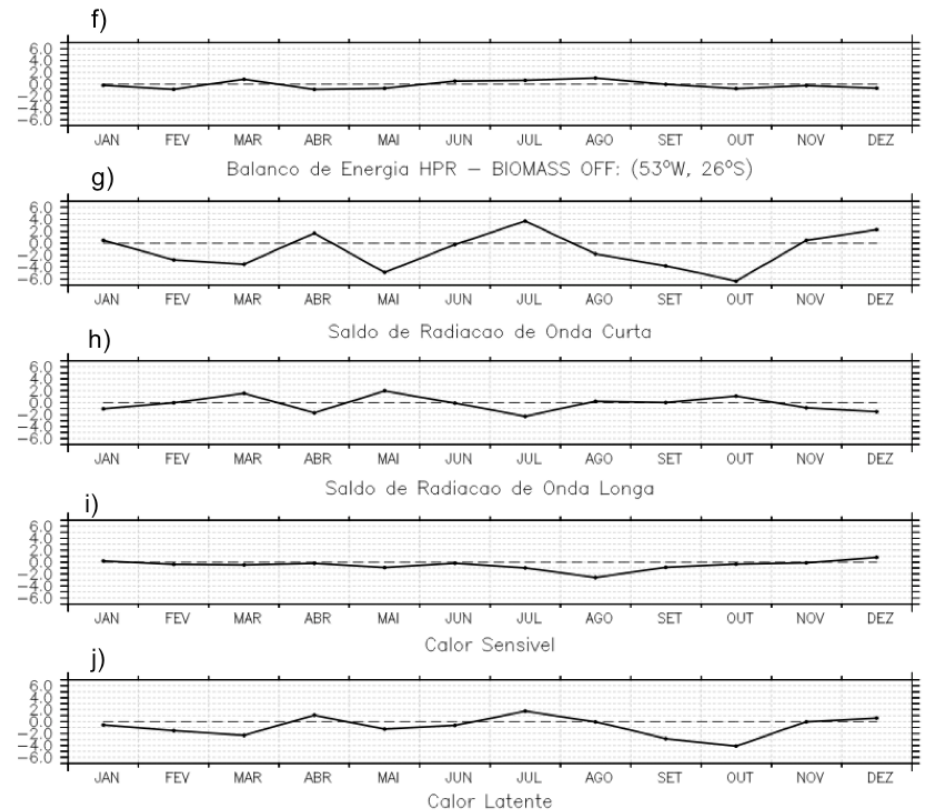 f)
6.0
4.0
2.0
0.0
−2.0
−4.0
−6.0
JAN FEV MAR ABR MAI JUN JUL AGO SET OUT NOV DEZ
Balanco de Energia HPR − BIOMASS OFF: (53ºW, 26ºS)
g)
6.0
4.0
2.0
0.0
−2.0
−4.0
−6.0
JAN FEV MAR ABR MAI JUN JUL AGO SET OUT NOV DEZ
Saldo de Radiacao de Onda Curta
h)
6.0
4.0
2.0
0.0
−2.0
−4.0
−6.0
JAN FEV MAR ABR MAI JUN JUL AGO SET OUT NOV DEZ
Saldo de Radiacao de Onda Longa
i)
6.0
4.0
2.0
0.0
−2.0
−4.0
−6.0
JAN FEV MAR ABR MAI JUN JUL AGO SET OUT NOV DEZ
Calor Sensivel
j)
6.0
4.0
2.0
0.0
−2.0
−4.0
−6.0
JAN FEV MAR ABR MAI JUN JUL AGO SET OUT NOV DEZ
Calor Latente